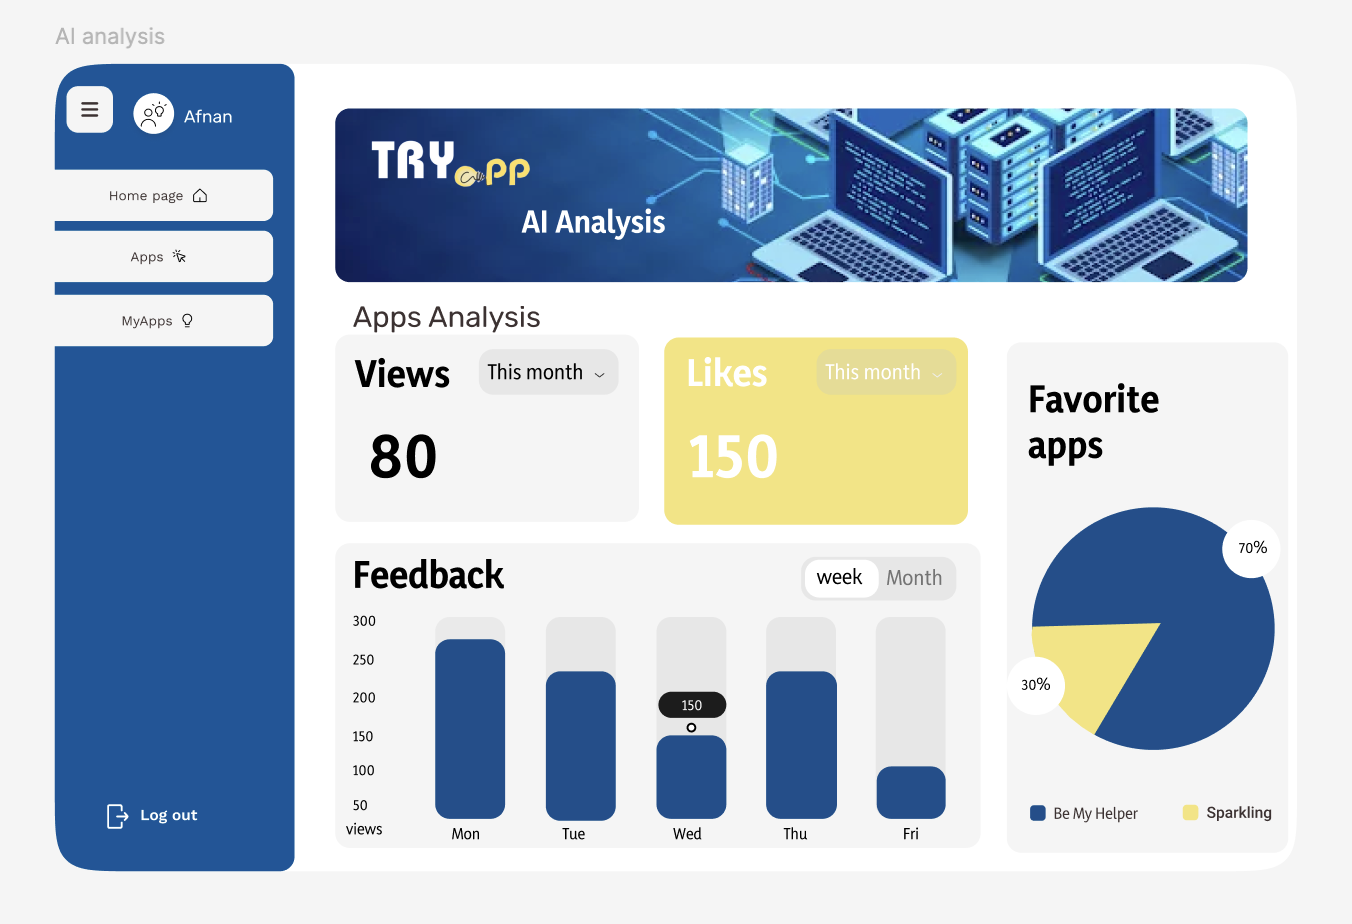 AI analysis
Afnan
Home page
Apps
MyApps
Log out
TRYapp
AI Analysis
Apps Analysis
Views
This month
80
Likes
This month
150
Favorite
apps
70%
30%
Be My Helper
Sparkling
Feedback
week
Month
300
250
200
150
100
50
views
150
Mon
Tue
Wed
Thu
Fri